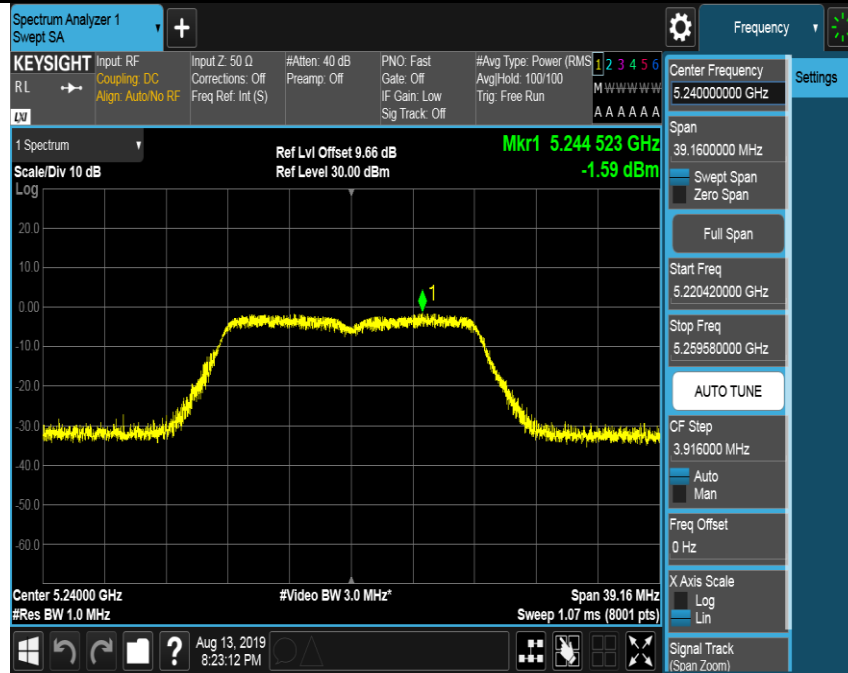 Spectrum Analyzer 1
Swept SA
+
Frequency
KEYSIGHT
RL
LXI
Input: RF
Coupling: DC
Align: Auto/No RF
Input Z: 50 Ω
Corrections: Off
Freq Ref: Int (S)
#Atten: 40 dB
Preamp: Off
PNO: Fast
Gate: Off
IF Gain: Low
Sig Track: Off
#Avg Type: Power (RMS
Avg|Hold: 100/100
Trig: Free Run
1 2 3 4 5 6
M W W W W W
A A A A A A
1 Spectrum
Scale/Div 10 dB
Log
Ref Lvl Offset 9.66 dB
Ref Level 30.00 dBm
Mkr1 5.244 523 GHz
-1.59 dBm
20.0
10.0
0.00
-10.0
-20.0
-30.0
-40.0
-50.0
-60.0
1
Center 5.24000 GHz
#Res BW 1.0 MHz
#Video BW 3.0 MHz*
Span 39.16 MHz
Sweep 1.07 ms (8001 pts)
?
Aug 13, 2019
8:23:12 PM
Settings
Center Frequency
5.240000000 GHz
Span
39.1600000 MHz
Swept Span
Zero Span
Full Span
Start Freq
5.220420000 GHz
Stop Freq
5.259580000 GHz
AUTO TUNE
CF Step
3.916000 MHz
Auto
Man
Freq Offset
0 Hz
X Axis Scale
Log
Lin
Signal Track
(Span Zoom)